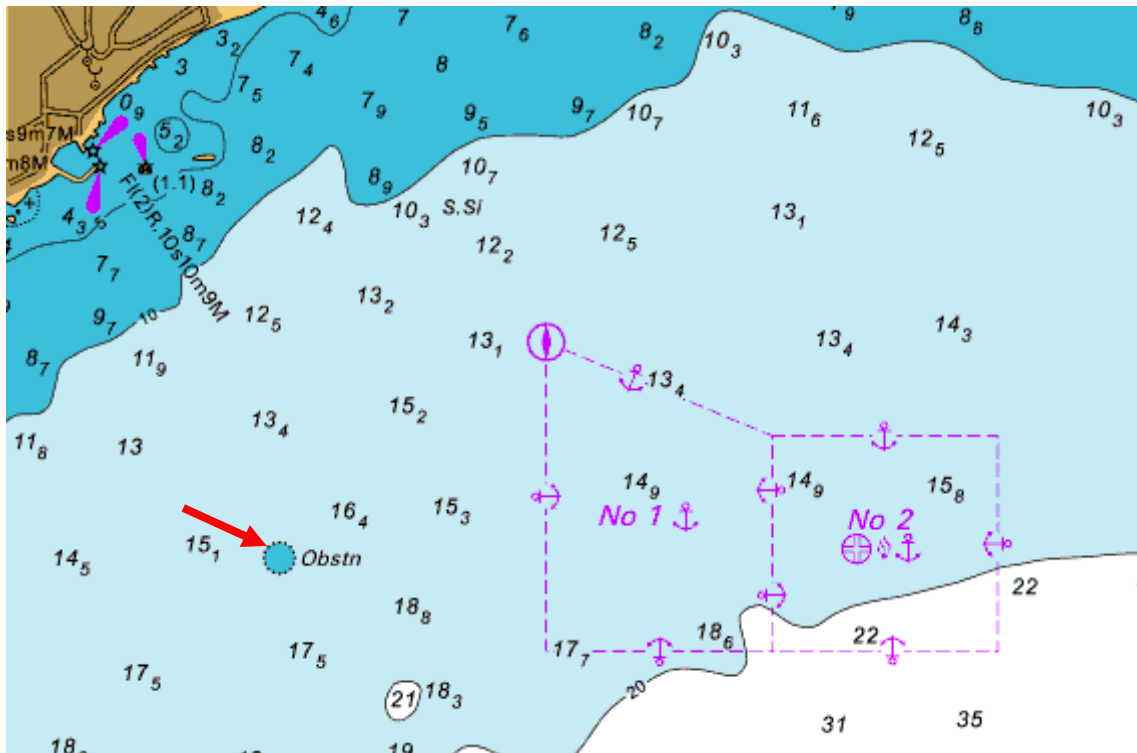 4₆ 7 7₆ 8₂ 10₃ 7₉ 8₈
3₂ 7₄ 8
3 7₅ 7₉ 9₅ 9₇ 10₇ 11₆ 12₅ 10₃
0₉
s9m7M 5₂ 8₂
m8M
(1.1) 8₂ 8₉ 10₇
S.Si
Fl(2)R.10s10m9M
4₃ 5 8₇ 12₄ 10₃ 12₂ 12₅ 13₁
7₇
9₇ 10 12₅ 13₂ 13₁ 13₄ 14₃
8₇ 11₉ 13₄
11₈ 13 13₄ 15₂
14₉ 14₉ 15₈
16₄ 15₃ No 1 No 2
14₅ 15₁ Obstn
22
18₈ 18₆ 22
17₅ 17₅ 17₇
20
21 18₃
31 35
18 19